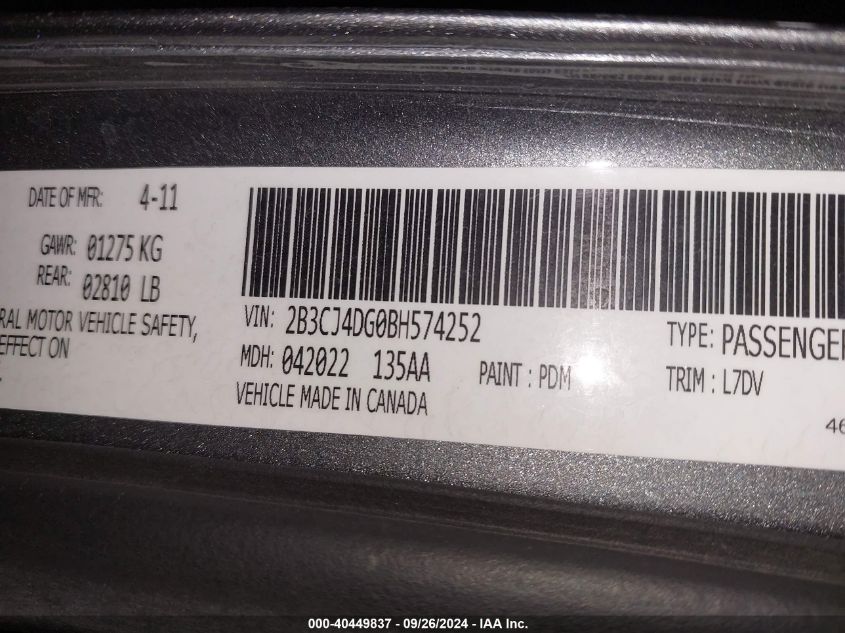 DATE OF MFR: 4-11
GAWR: 01275 KG
REAR: 02810 LB
RAL MOTOR VEHICLE SAFETY,
EFFECT ON
VIN: 2B3CJ4DG0BH574252
MDH: 042022 135AA
VEHICLE MADE IN CANADA
PAINT : PDM
TYPE: PASSENGER
TRIM : L7DV
46
000-40449837 - 09/26/2024 - IAA Inc.